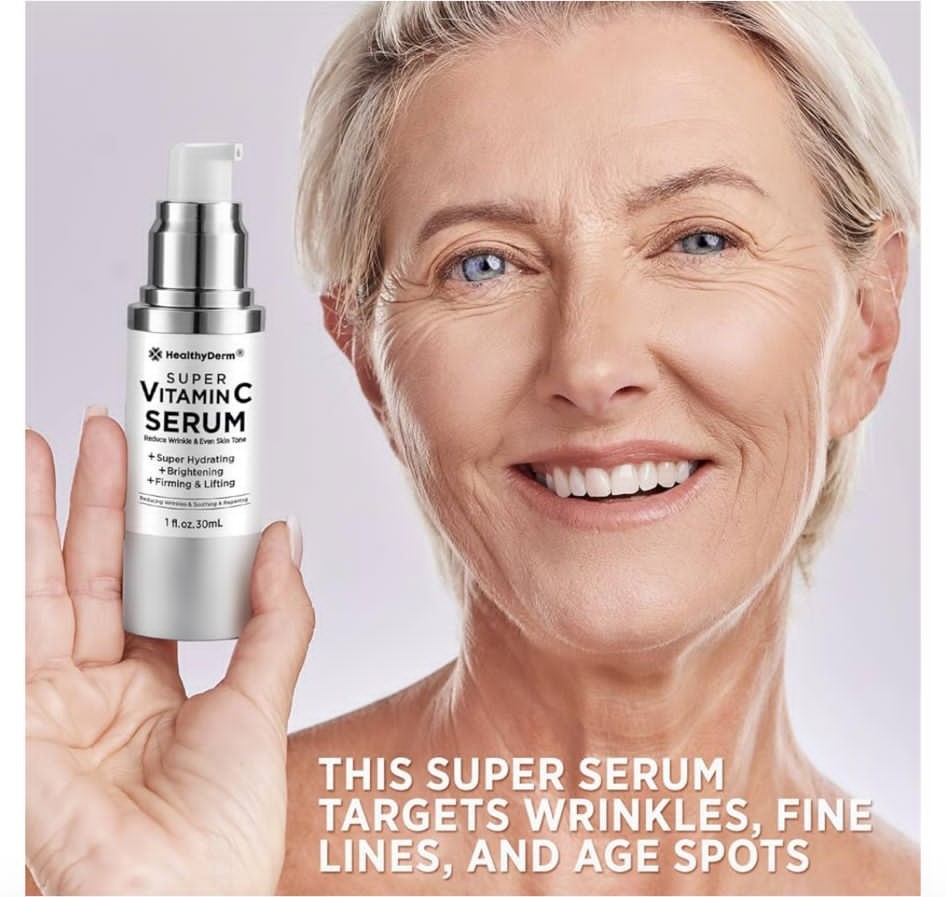 HealthyDerm®
SUPER
VITAMIN C
SERUM
Reduce Wrinkle & Even Skin Tone
+Super Hydrating
+Brightening
+Firming & Lifting
Reducing Wrinkles & Soothing & Repairing
1 fl.oz.30mL
THIS SUPER SERUM
TARGETS WRINKLES, FINE
LINES, AND AGE SPOTS